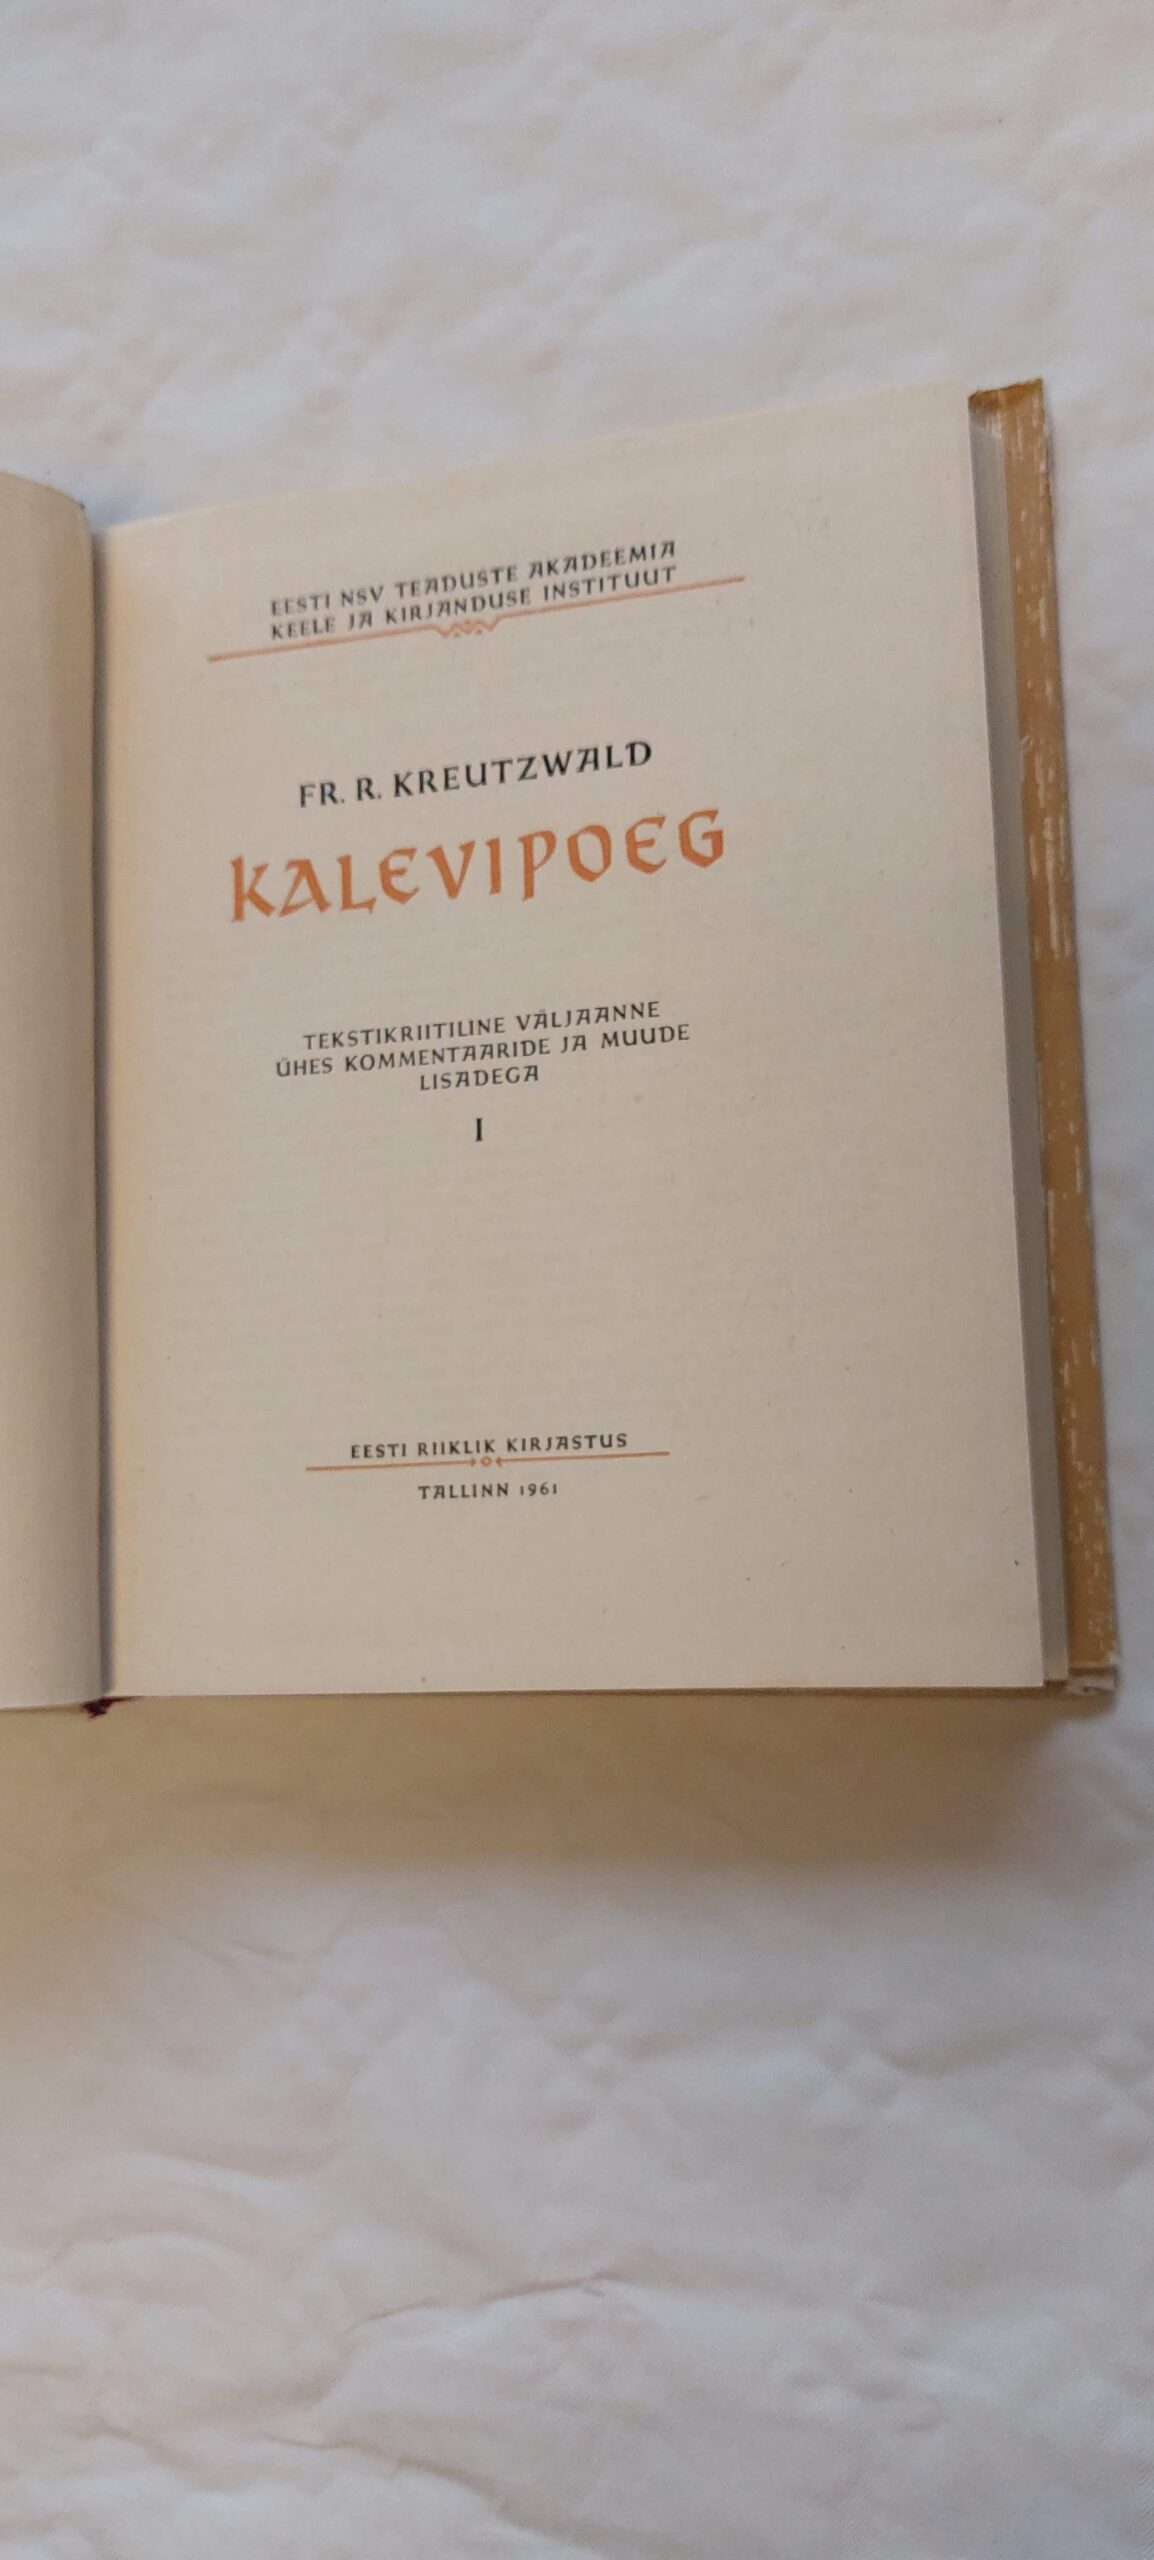 EESTI NSV TEADUSTE AKADEEMIA
KEELE JA KIRJANDUSE INSTITUUT
FR. R. KREUTZWALD
KALEVIPOEG
TEKSTIKRIITILINE VÄLJAANNE
ÜHES KOMMENTAARIDE JA MUUDE
LISADEGA
I
EESTI RIIKLIK KIRJASTUS
TALLINN 1961